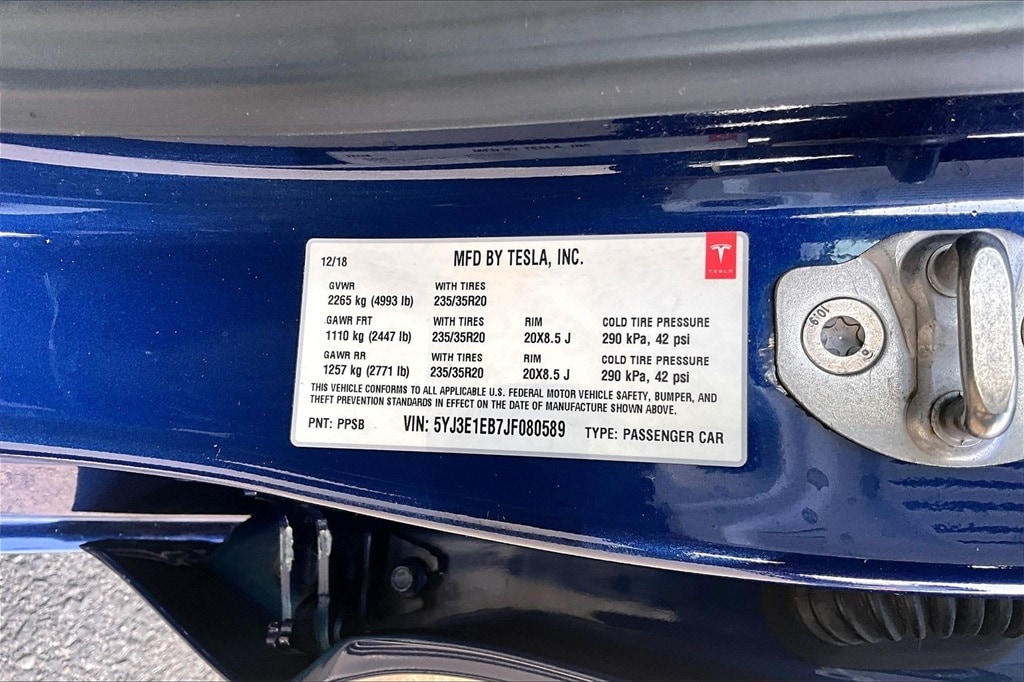 12/18 MFD BY TESLA, INC.
TESLA
GVWR WITH TIRES
2265 kg (4993 lb) 235/35R20
GAWR FRT WITH TIRES RIM COLD TIRE PRESSURE
1110 kg (2447 lb) 235/35R20 20X8.5 J 290 kPa, 42 psi
GAWR RR WITH TIRES RIM COLD TIRE PRESSURE
1257 kg (2771 lb) 235/35R20 20X8.5 J 290 kPa, 42 psi
THIS VEHICLE CONFORMS TO ALL APPLICABLE U.S. FEDERAL MOTOR VEHICLE SAFETY, BUMPER, AND
THEFT PREVENTION STANDARDS IN EFFECT ON THE DATE OF MANUFACTURE SHOWN ABOVE.
PNT: PPSB VIN: 5YJ3E1EB7JF080589 TYPE: PASSENGER CAR
10.9